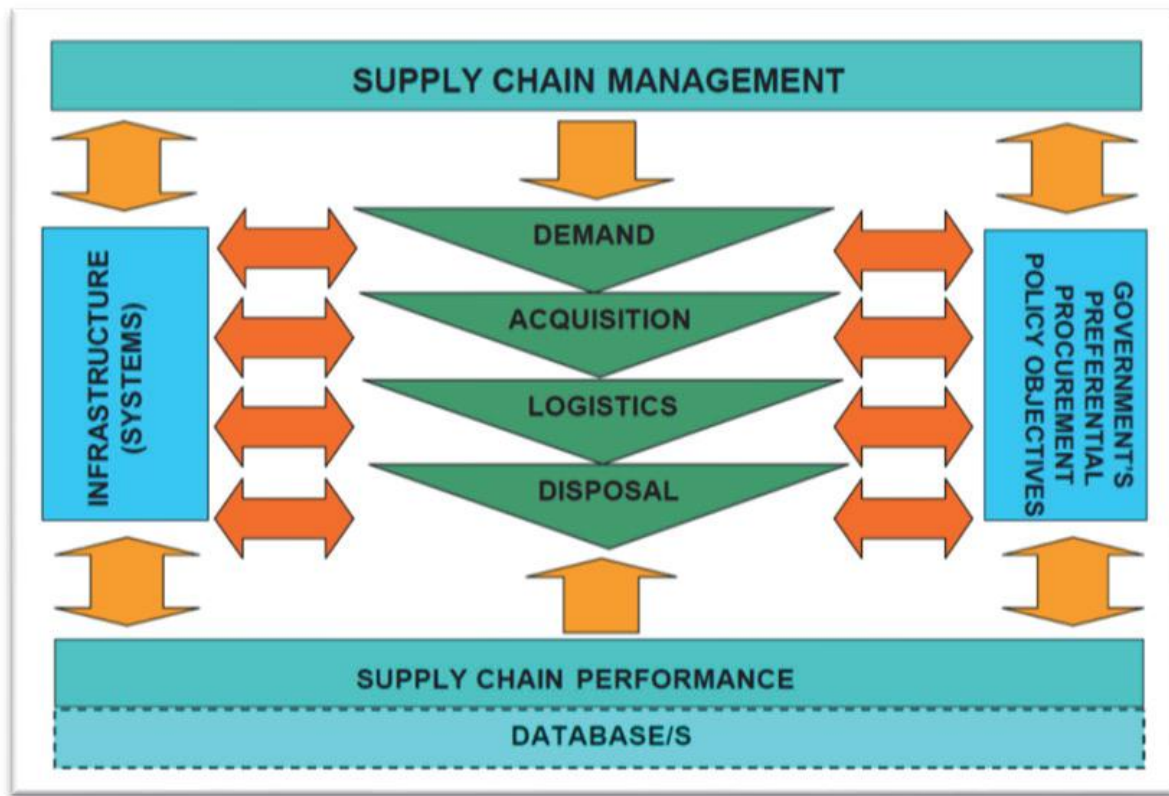 SUPPLY CHAIN MANAGEMENT
INFRASTRUCTURE
(SYSTEMS)
DEMAND
ACQUISITION
LOGISTICS
DISPOSAL
GOVERNMENT'S
PREFERENTIAL
PROCUREMENT
POLICY OBJECTIVES
SUPPLY CHAIN PERFORMANCE
DATABASE/S